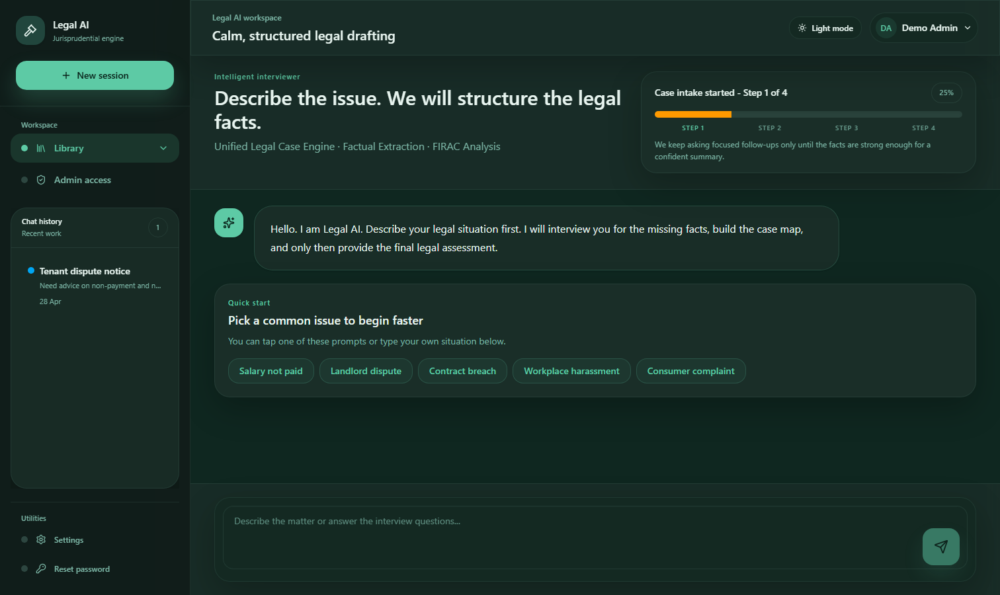 Legal AI
Jurisprudential engine
New session
Workspace
Library
Admin access
Chat history
Recent work
1
Tenant dispute notice
Need advice on non-payment and n...
28 Apr
Utilities
Settings
Reset password
Legal AI workspace
Calm, structured legal drafting
Light mode
DA
Demo Admin
Intelligent interviewer
Describe the issue. We will structure the legal
facts.
Unified Legal Case Engine · Factual Extraction · FIRAC Analysis
Case intake started - Step 1 of 4
25%
STEP 1
STEP 2
STEP 3
STEP 4
We keep asking focused follow-ups only until the facts are strong enough for a
confident summary.
Hello. I am Legal AI. Describe your legal situation first. I will interview you for the missing facts, build the case map,
and only then provide the final legal assessment.
Quick start
Pick a common issue to begin faster
You can tap one of these prompts or type your own situation below.
Salary not paid
Landlord dispute
Contract breach
Workplace harassment
Consumer complaint
Describe the matter or answer the interview questions...